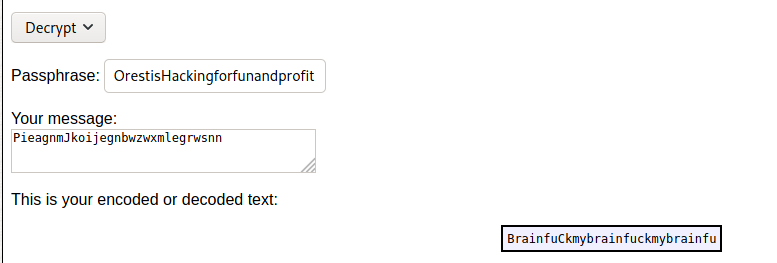 Decrypt
Passphrase: OrestisHackingforfunandprofit
Your message:
PieagnmJkoijegnbwzwxmlegrwsnn
This is your encoded or decoded text:
BrainfuCkmybrainfuckmybrainfu